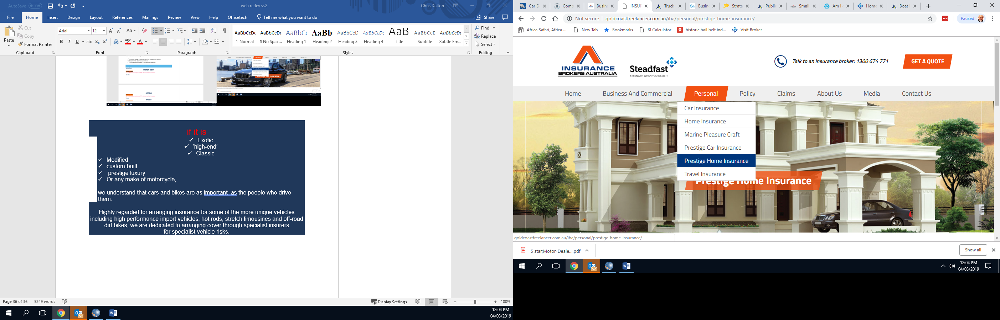 AutoSave Off
web redev vs2
Chris Dalton
File Home Insert Design Layout References Mailings Review View Help Officetech Tell me what you want to do Share
Paste
Cut
Copy
Format Painter
Arial 12
AaBbCcDc AaBbCcDc AaBbCc AaBb AaBbCcD AaBbCcDc AaB AaBbCcD AaBbCcDc
¶ Normal ¶ No Spac... Heading 1 Heading 2 Heading 3 Heading 4 Title Subtitle Subtle Em...
Find
Replace
Select
Clipboard Font Paragraph Styles Editing
MOTOR BOAT
JET SKI
YACHT
Prestige Car Insurance
if it is
✓ Exotic
✓ 'high-end'
✓ Classic
✓ Modified
✓ custom-built
✓ prestige luxury
✓ Or any make of motorcycle,
we understand that cars and bikes are as important as the people who drive
them.
Highly regarded for arranging insurance for some of the more unique vehicles
including high performance import vehicles, hot rods, stretch limousines and off-road
dirt bikes, we are dedicated to arranging cover through specialist insurers
for specialist vehicle risks.
Page 36 of 36 5249 words
Display Settings
100%
12:04 PM
04/03/2019
Car D Comp Busin INSUF Truck Busin Strata Public Small Am I Home Boat
Not secure | goldcoastfreelancer.com.au/iba/personal/prestige-home-insurance/
Paused
Africa Safari, Africa ... New Tab Bookmarks BI Calculator historic hail belt ind... Visit Broker
INSURANCE
BROKERS AUSTRALIA
Steadfast
STRENGTH WHEN YOU NEED IT
Talk to an insurance broker: 1300 674 771
GET A QUOTE
Home Business And Commercial Personal Policy Claims About Us Media Contact Us
Car Insurance
Home Insurance
Marine Pleasure Craft
Prestige Car Insurance
Prestige Home Insurance
Travel Insurance
Prestige Home Insurance
goldcoastfreelancer.com.au/iba/personal/prestige-home-insurance/
5 star;Motor-Deale....pdf
Show all
12:04 PM
04/03/2019